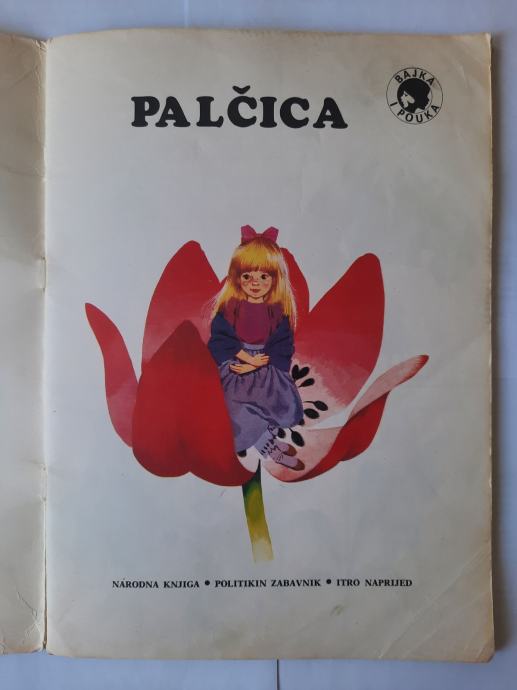 PALČICA
BAJKA
I POUKA
NARODNA KNJIGA • POLITIKIN ZABAVNIK • ITRO NAPRIJED